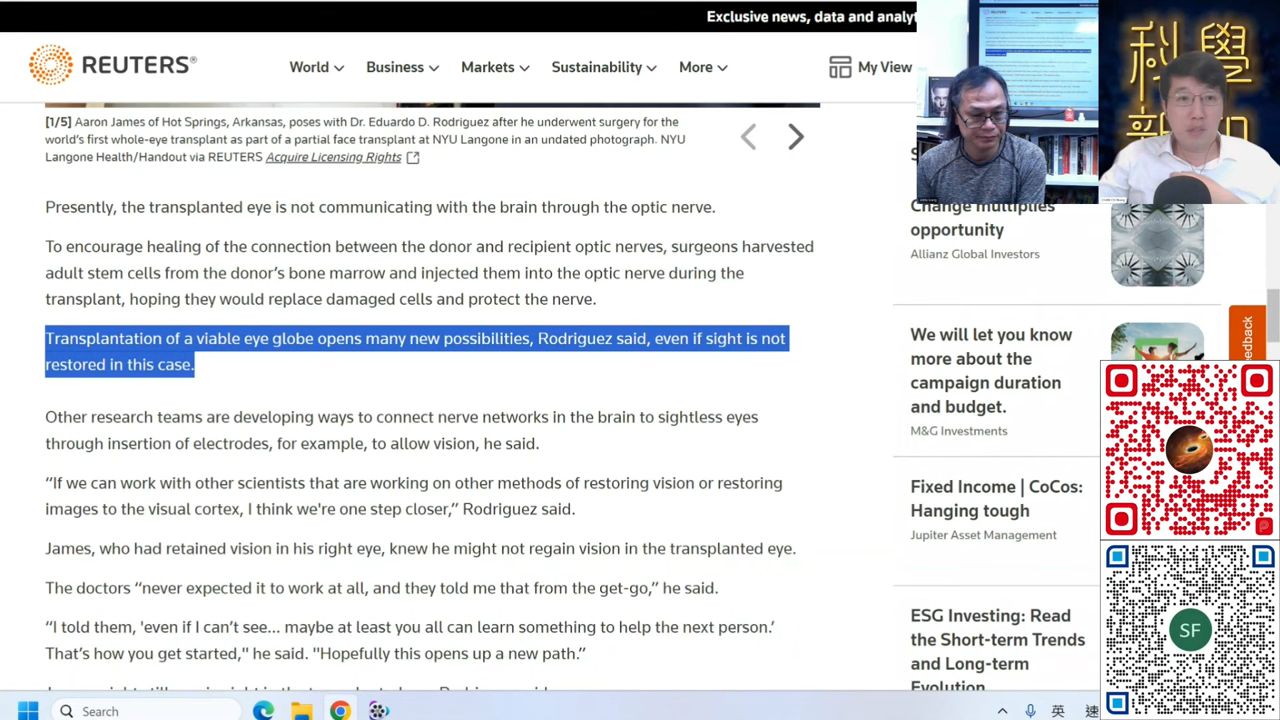 Exclusive news, data and analyt
REUTERS®
World
Business
Markets
Sustainability
More
My View
[1/5] Aaron James of Hot Springs, Arkansas, poses with Dr. Eduardo D. Rodriguez after he underwent surgery for the
world's first whole-eye transplant as part of a partial face transplant at NYU Langone in an undated photograph. NYU
Langone Health/Handout via REUTERS Acquire Licensing Rights
Presently, the transplanted eye is not communicating with the brain through the optic nerve.
To encourage healing of the connection between the donor and recipient optic nerves, surgeons harvested
adult stem cells from the donor's bone marrow and injected them into the optic nerve during the
transplant, hoping they would replace damaged cells and protect the nerve.
Transplantation of a viable eye globe opens many new possibilities, Rodriguez said, even if sight is not
restored in this case.
Other research teams are developing ways to connect nerve networks in the brain to sightless eyes
through insertion of electrodes, for example, to allow vision, he said.
“If we can work with other scientists that are working on other methods of restoring vision or restoring
images to the visual cortex, I think we're one step closer,” Rodriguez said.
James, who had retained vision in his right eye, knew he might not regain vision in the transplanted eye.
The doctors “never expected it to work at all, and they told me that from the get-go,” he said.
“I told them, 'even if I can't see... maybe at least you all can learn something to help the next person.'
That's how you get started," he said. "Hopefully this opens up a new path.”
科學
新知
Change multiplies
opportunity
Allianz Global Investors
We will let you know
more about the
campaign duration
and budget.
M&G Investments
Feedback
Fixed Income | CoCos:
Hanging tough
Jupiter Asset Management
ESG Investing: Read
the Short-term Trends
and Long-term
Evolution
SF
Search
英
速